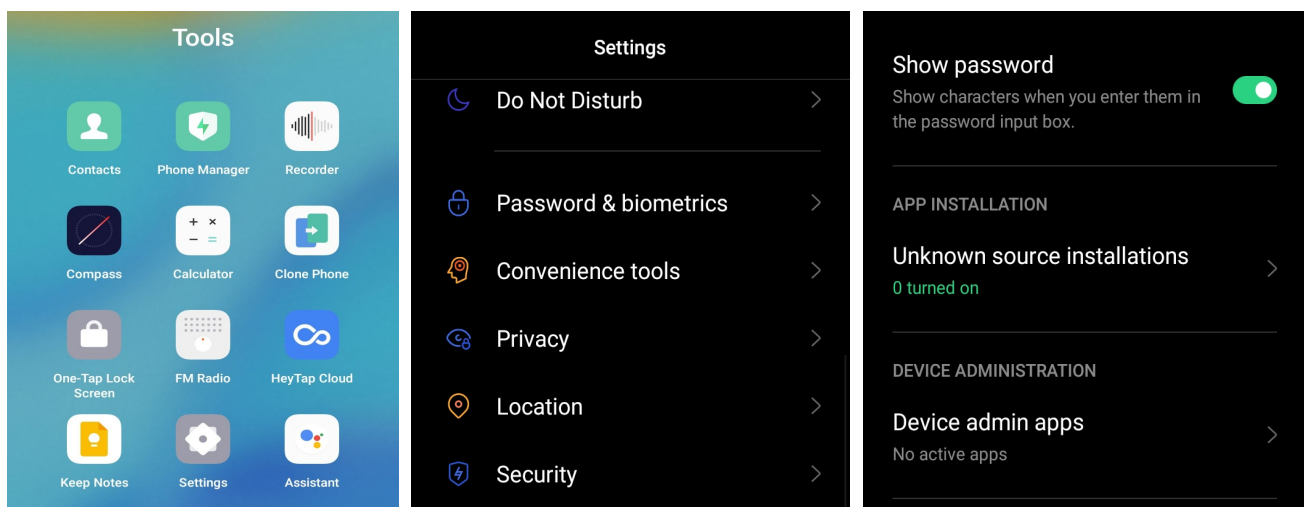 Tools
Contacts
Phone Manager
Recorder
Compass
Calculator
Clone Phone
One-Tap Lock
Screen
FM Radio
HeyTap Cloud
Keep Notes
Settings
Assistant
Settings
Do Not Disturb
Password & biometrics
Convenience tools
Privacy
Location
Security
Show password
Show characters when you enter them in
the password input box.
APP INSTALLATION
Unknown source installations
0 turned on
DEVICE ADMINISTRATION
Device admin apps
No active apps